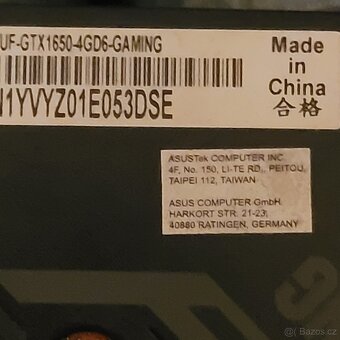 UF-GTX1650-4GD6-GAMING
Made
in
China
合格
1YVYZ01E053DSE
ASUSTek COMPUTER INC.
4F, No. 150, LI-TE RD., PEITOU,
TAIPEI 112, TAIWAN
ASUS COMPUTER GmbH.
HARKORT STR. 21-23,
40880 RATINGEN, GERMANY
Bazos.cz